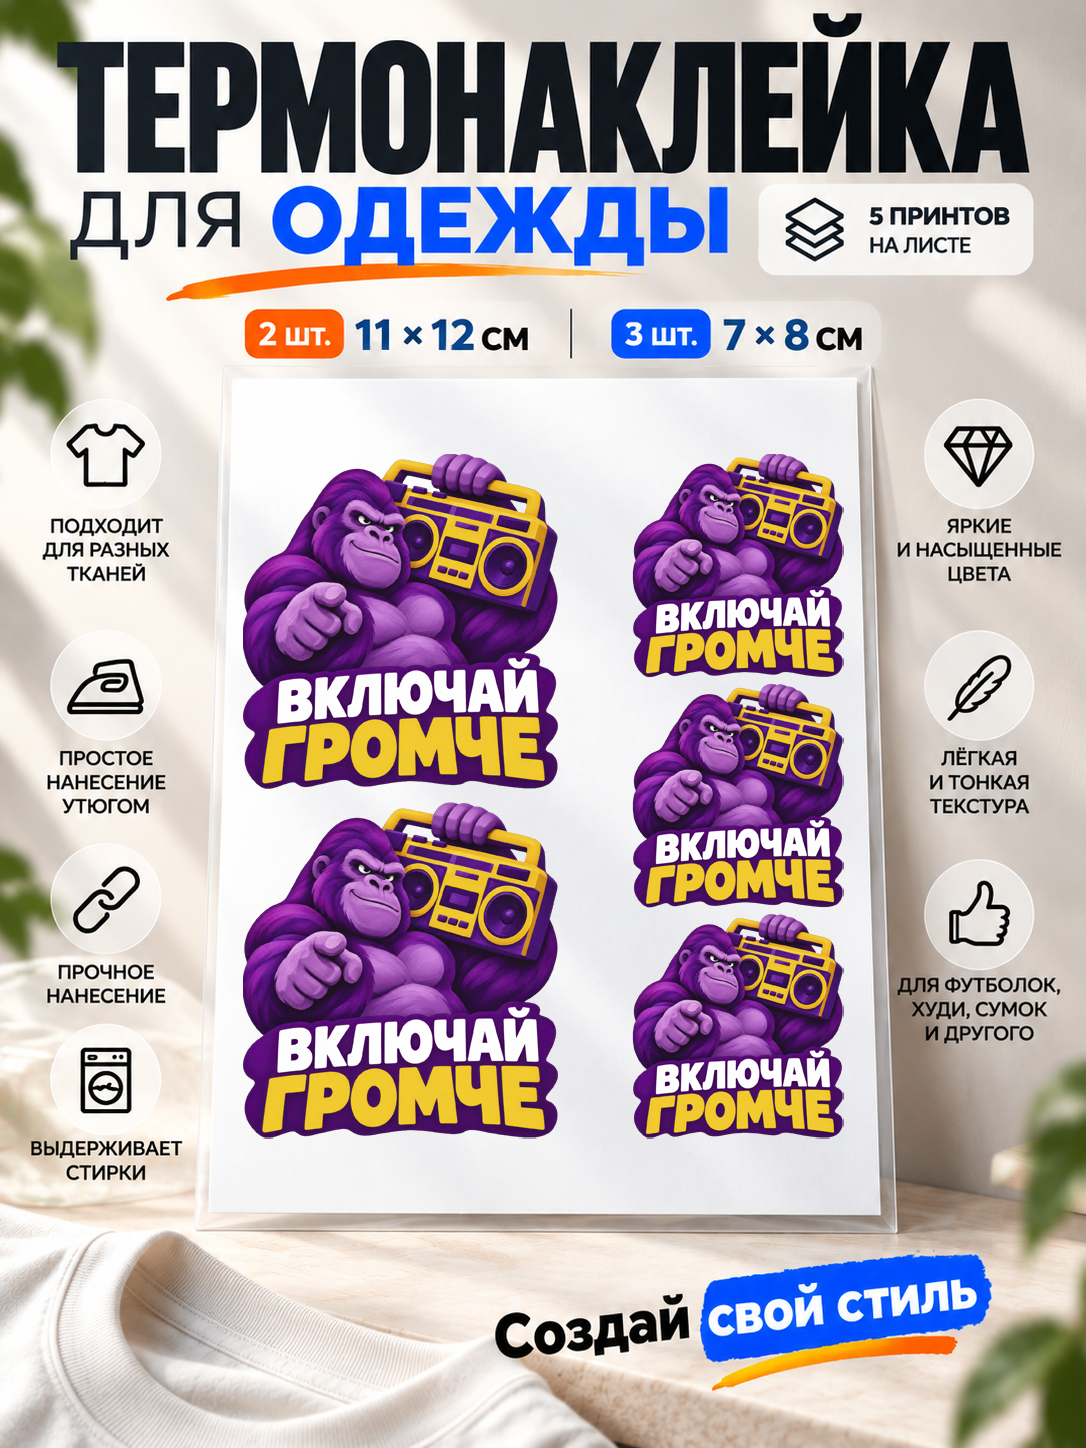 ТЕРМОНАКЛЕЙКА
ДЛЯ ОДЕЖДЫ
5 ПРИНТОВ
НА ЛИСТЕ
2 шт. 11 × 12 см
3 шт. 7 × 8 см
ПОДХОДИТ
ДЛЯ РАЗНЫХ
ТКАНЕЙ
ПРОСТОЕ
НАНЕСЕНИЕ
УТЮГОМ
ПРОЧНОЕ
НАНЕСЕНИЕ
ВЫДЕРЖИВАЕТ
СТИРКИ
ВКЛЮЧАЙ
ГРОМЧЕ
ВКЛЮЧАЙ
ГРОМЧЕ
ВКЛЮЧАЙ
ГРОМЧЕ
ВКЛЮЧАЙ
ГРОМЧЕ
ВКЛЮЧАЙ
ГРОМЧЕ
ЯРКИЕ
И НАСЫЩЕННЫЕ
ЦВЕТА
ЛЁГКАЯ
И ТОНКАЯ
ТЕКСТУРА
ДЛЯ ФУТБОЛОК,
ХУДИ, СУМОК
И ДРУГОГО
Создай свой стиль